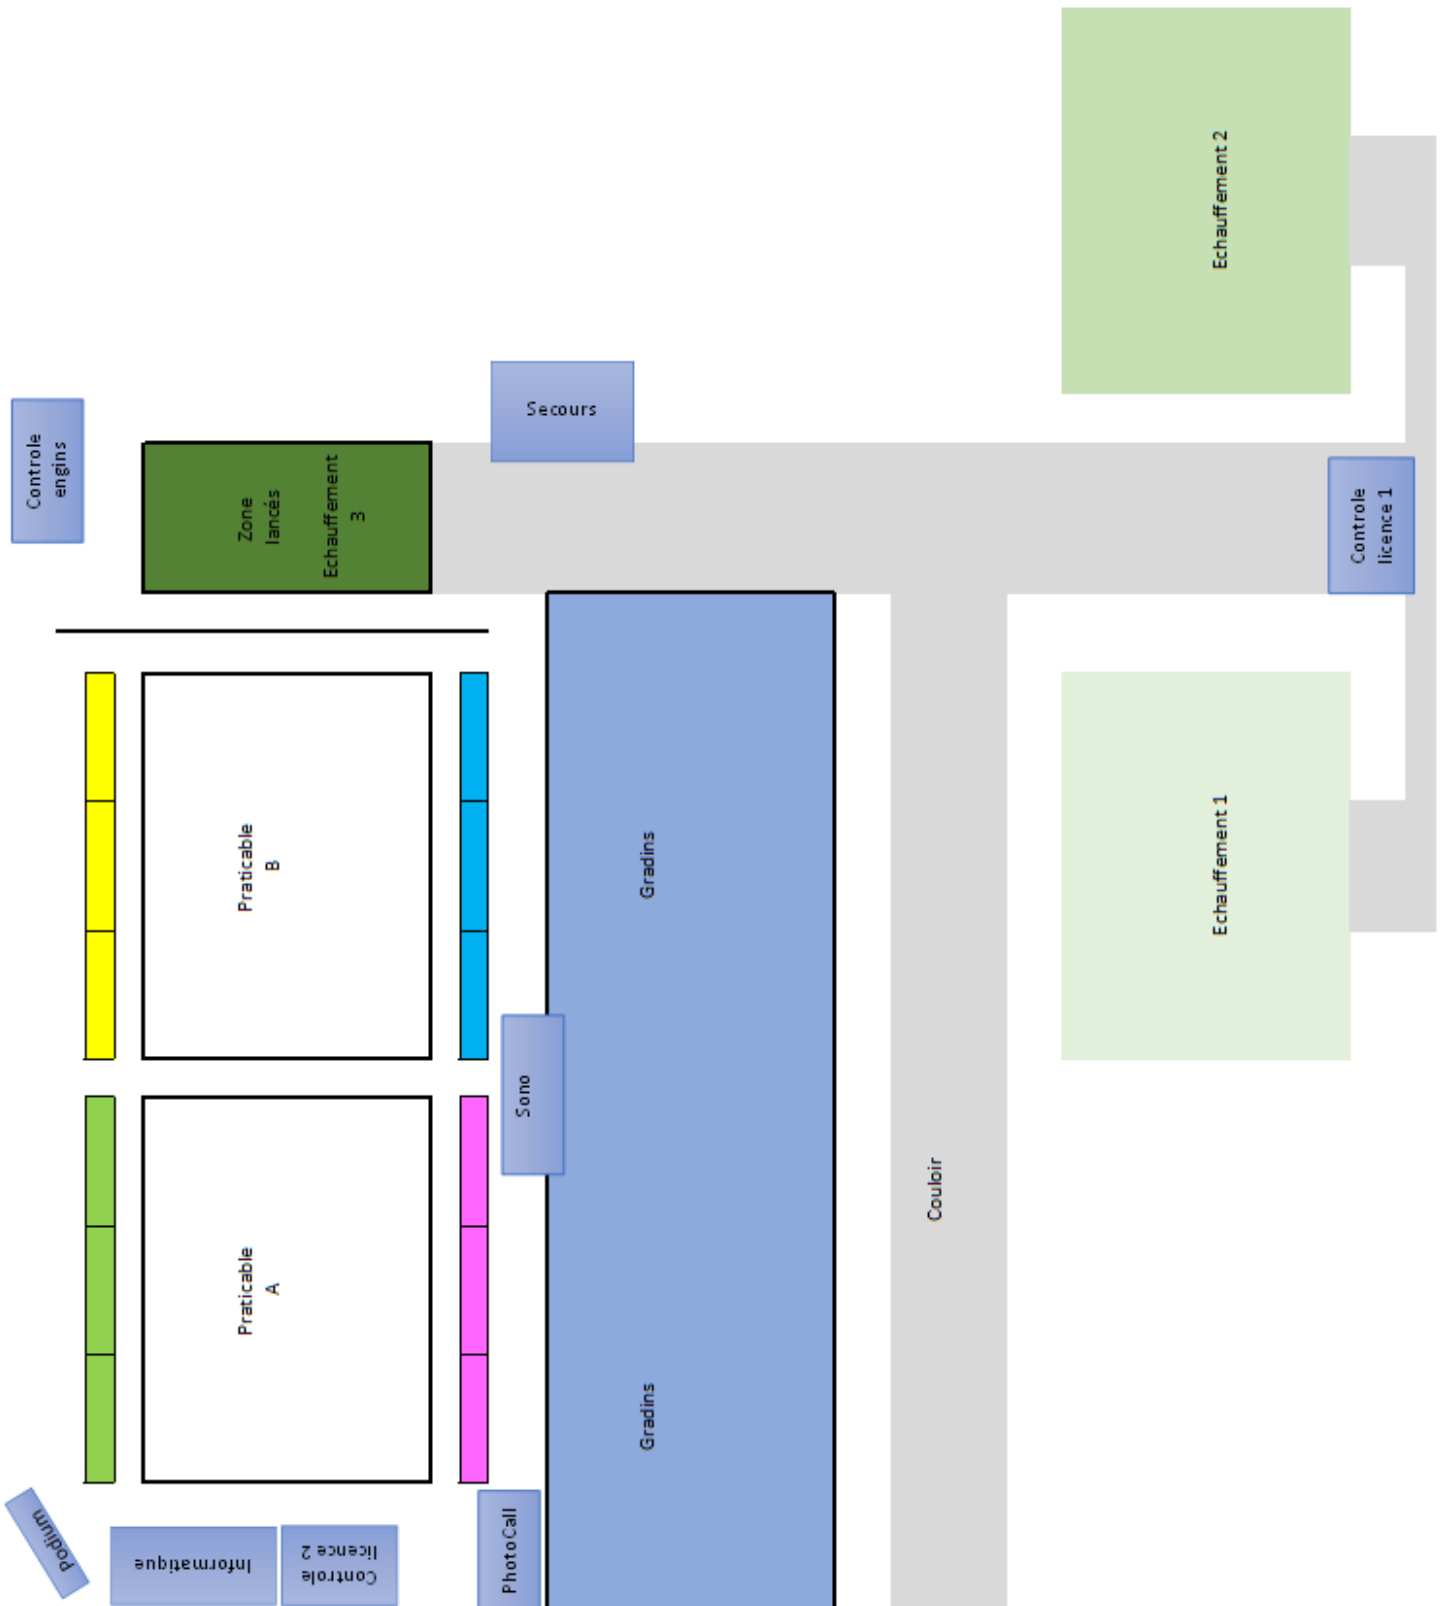 Echauffement 2
Secours
Controle
engins
Zone
lancés
Echauffement
3
Controle
licence 1
Praticable
B
Gradins
Echauffement 1
Sono
Couloir
Praticable
A
Gradins
Podium
Informatique
Controle
licence 2
PhotoCall